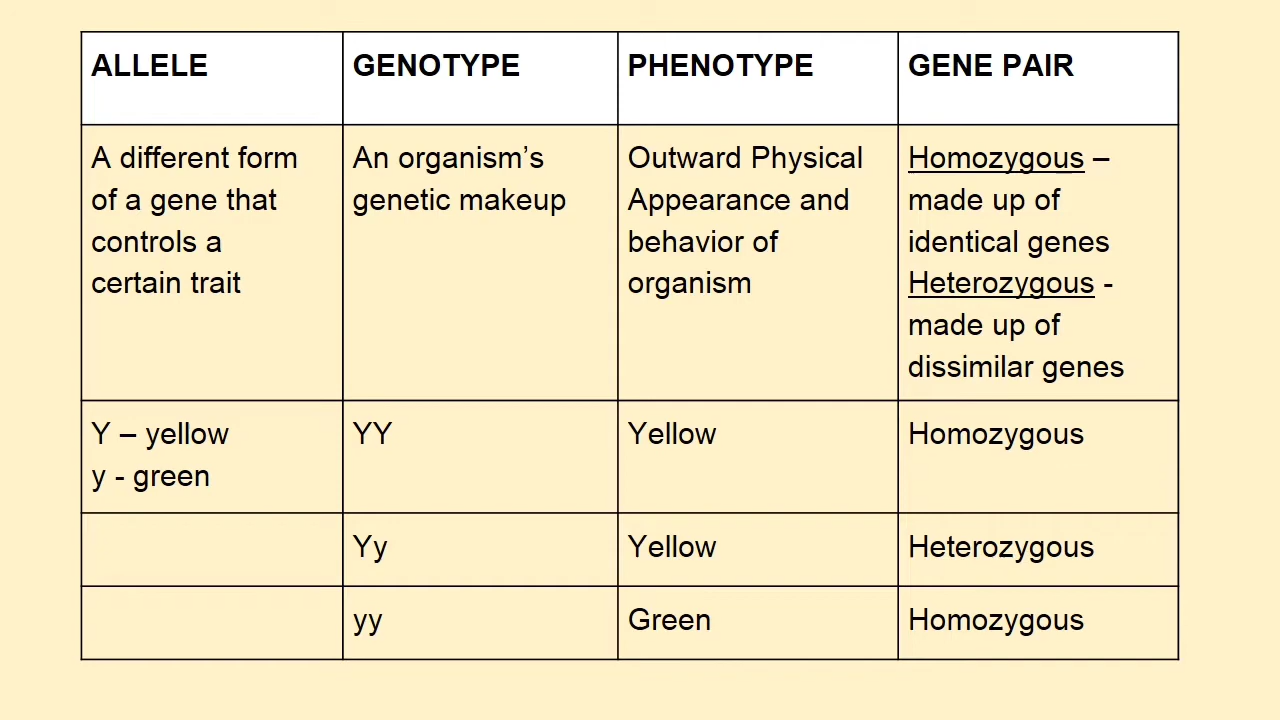 ALLELE
GENOTYPE
PHENOTYPE
GENE PAIR
A different form
of a gene that
controls a
certain trait
An organism’s
genetic makeup
Outward Physical
Appearance and
behavior of
organism
Homozygous –
made up of
identical genes
Heterozygous -
made up of
dissimilar genes
Y – yellow
y - green
YY
Yellow
Homozygous
Yy
Yellow
Heterozygous
yy
Green
Homozygous